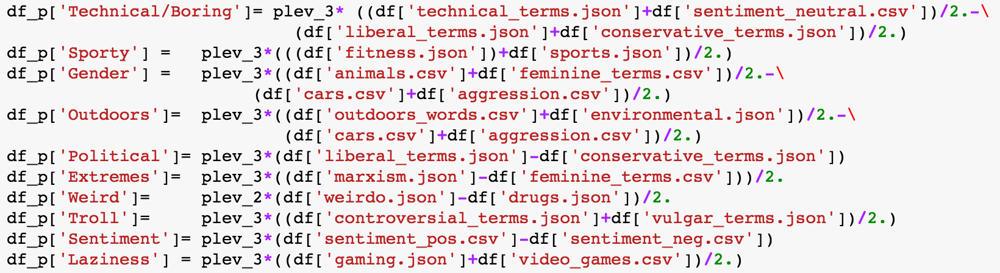 df_p['Technical/Boring']= plev_3* ((df['technical_terms.json']+df['sentiment_neutral.csv'])/2.-\
(df['liberal_terms.json']+df['conservative_terms.json'])/2.)
df_p['Sporty'] = plev_3*(((df['fitness.json'])+df['sports.json'])/2.)
df_p['Gender'] = plev_3*((df['animals.csv']+df['feminine_terms.csv'])/2.-\
(df['cars.csv']+df['aggression.csv'])/2.)
df_p['Outdoors']= plev_3*((df['outdoors_words.csv']+df['environmental.json'])/2.-\
(df['cars.csv']+df['aggression.csv'])/2.)
df_p['Political']= plev_3*(df['liberal_terms.json']-df['conservative_terms.json'])
df_p['Extremes']= plev_3*((df['marxism.json']-df['feminine_terms.csv']))/2.
df_p['Weird']= plev_2*(df['weirdo.json']-df['drugs.json'])/2.
df_p['Troll']= plev_3*((df['controversial_terms.json']+df['vulgar_terms.json'])/2.)
df_p['Sentiment']= plev_3*(df['sentiment_pos.csv']-df['sentiment_neg.csv'])
df_p['Laziness'] = plev_3*((df['gaming.json']+df['video_games.csv'])/2.)